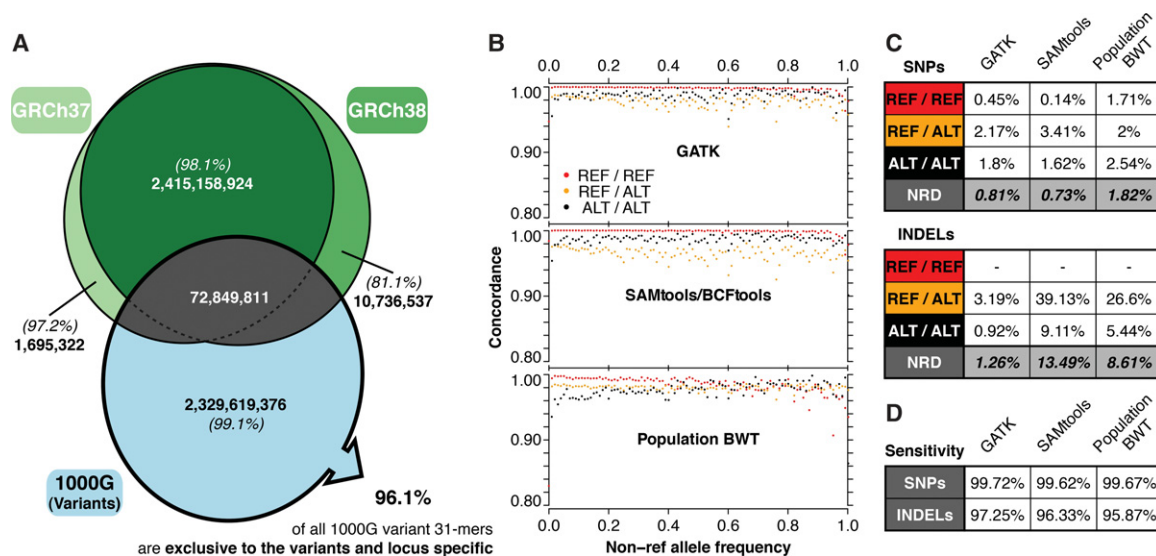 A
GRCh37
GRCh38
(98.1%)
2,415,158,924
72,849,811
(81.1%)
10,736,537
(97.2%)
1,695,322
2,329,619,376
(99.1%)
1000G
(Variants)
96.1%
of all 1000G variant 31-mers
are exclusive to the variants and locus specific
B
0.0 0.2 0.4 0.6 0.8 1.0
1.00
0.90
0.80
GATK
REF / REF
REF / ALT
ALT / ALT
1.00
0.90
0.80
SAMtools/BCFtools
1.00
0.90
0.80
Population BWT
Concordance
0.0 0.2 0.4 0.6 0.8 1.0
Non-ref allele frequency
C
SNPs GATK SAMtools Population BWT
REF / REF 0.45% 0.14% 1.71%
REF / ALT 2.17% 3.41% 2%
ALT / ALT 1.8% 1.62% 2.54%
NRD 0.81% 0.73% 1.82%
INDELs
REF / REF - - -
REF / ALT 3.19% 39.13% 26.6%
ALT / ALT 0.92% 9.11% 5.44%
NRD 1.26% 13.49% 8.61%
D
Sensitivity GATK SAMtools Population BWT
SNPs 99.72% 99.62% 99.67%
INDELs 97.25% 96.33% 95.87%